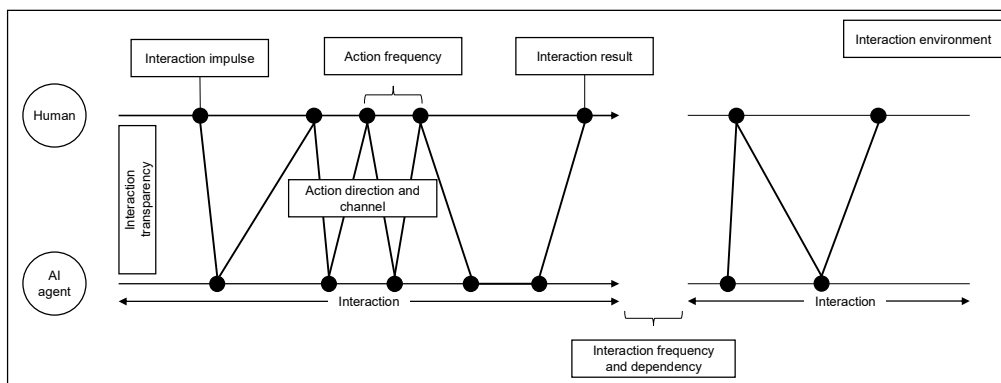 Interaction impulse
Action frequency
Interaction result
Interaction environment
Human
Interaction
transparency
Action direction and
channel
AI
agent
Interaction
Interaction
Interaction frequency
and dependency